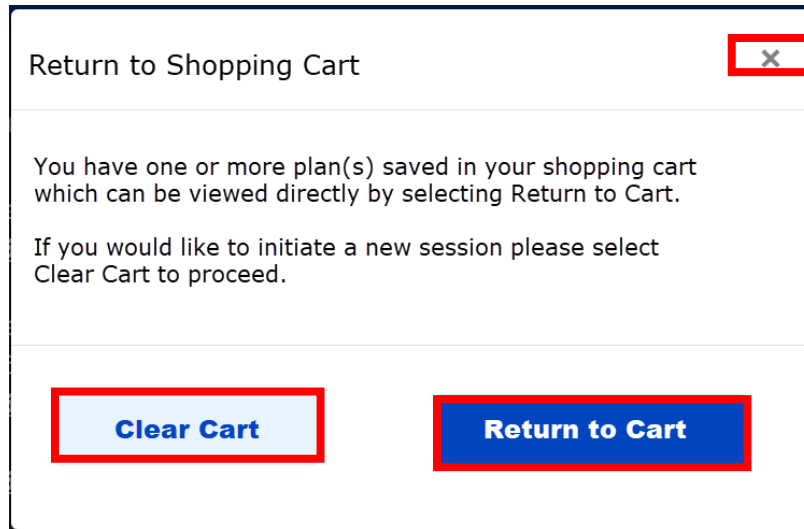 Return to Shopping Cart
You have one or more plan(s) saved in your shopping cart
which can be viewed directly by selecting Return to Cart.
If you would like to initiate a new session please select
Clear Cart to proceed.
Clear Cart
Return to Cart